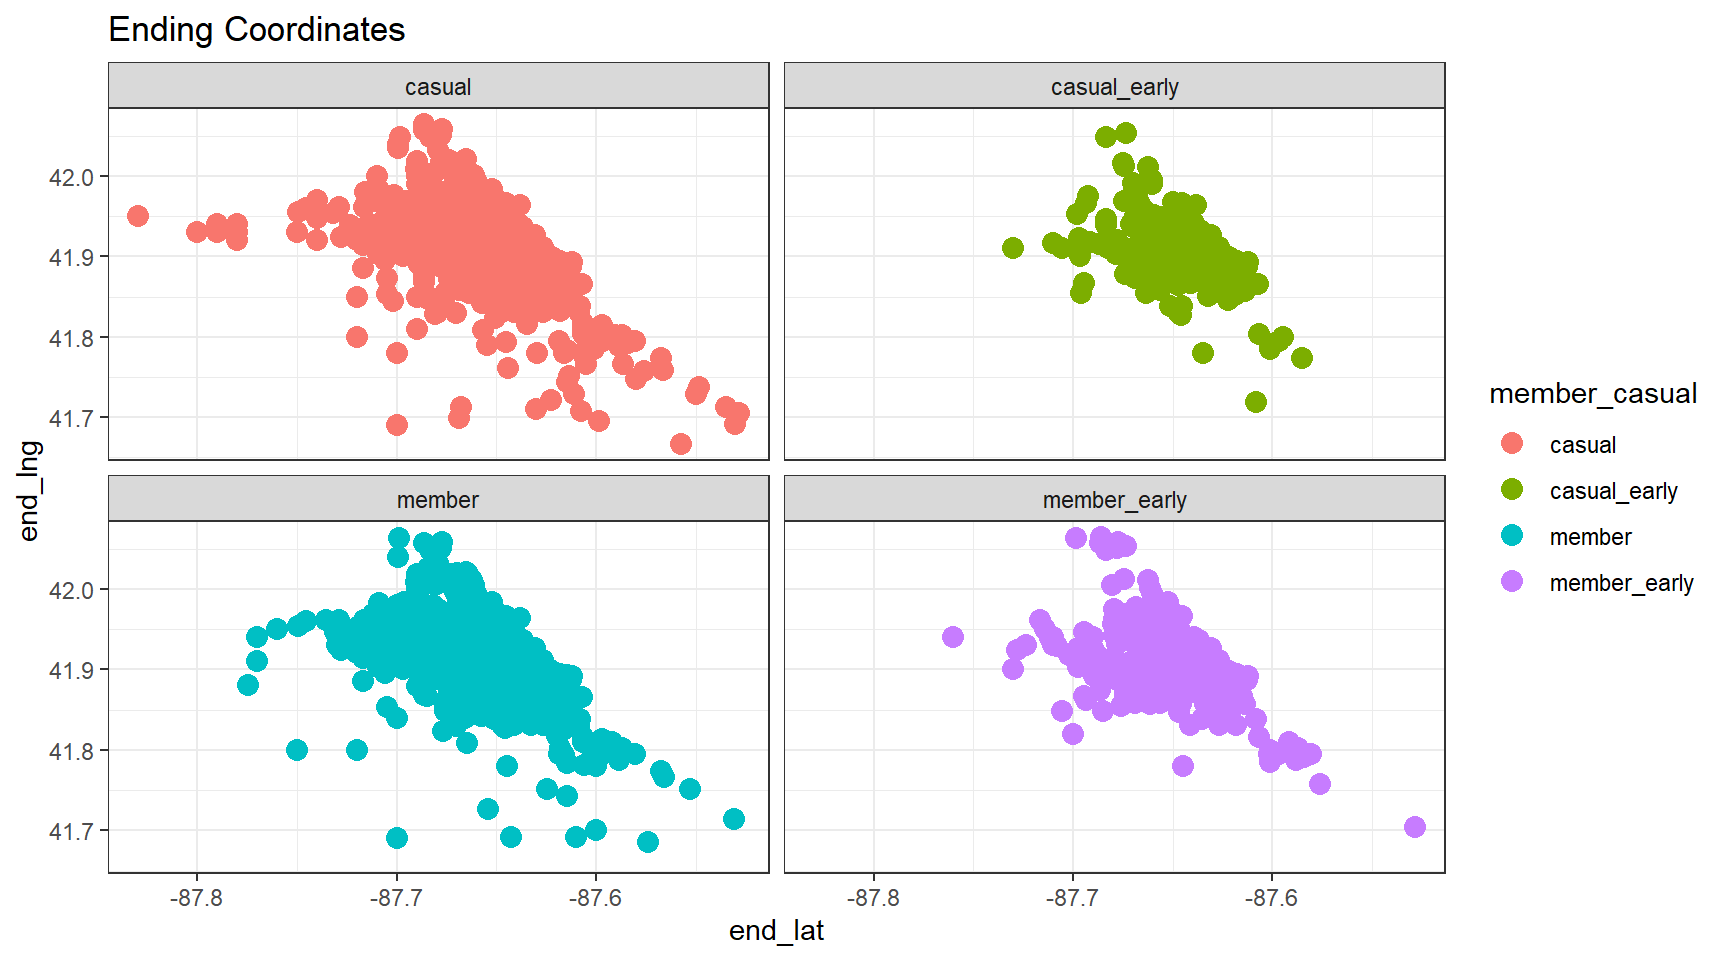 Ending Coordinates
casual
casual_early
42.0
41.9
41.8
41.7
member
member_early
42.0
41.9
41.8
41.7
-87.8
-87.7
-87.6
-87.8
-87.7
-87.6
end_lat
end_lng
member_casual
casual
casual_early
member
member_early